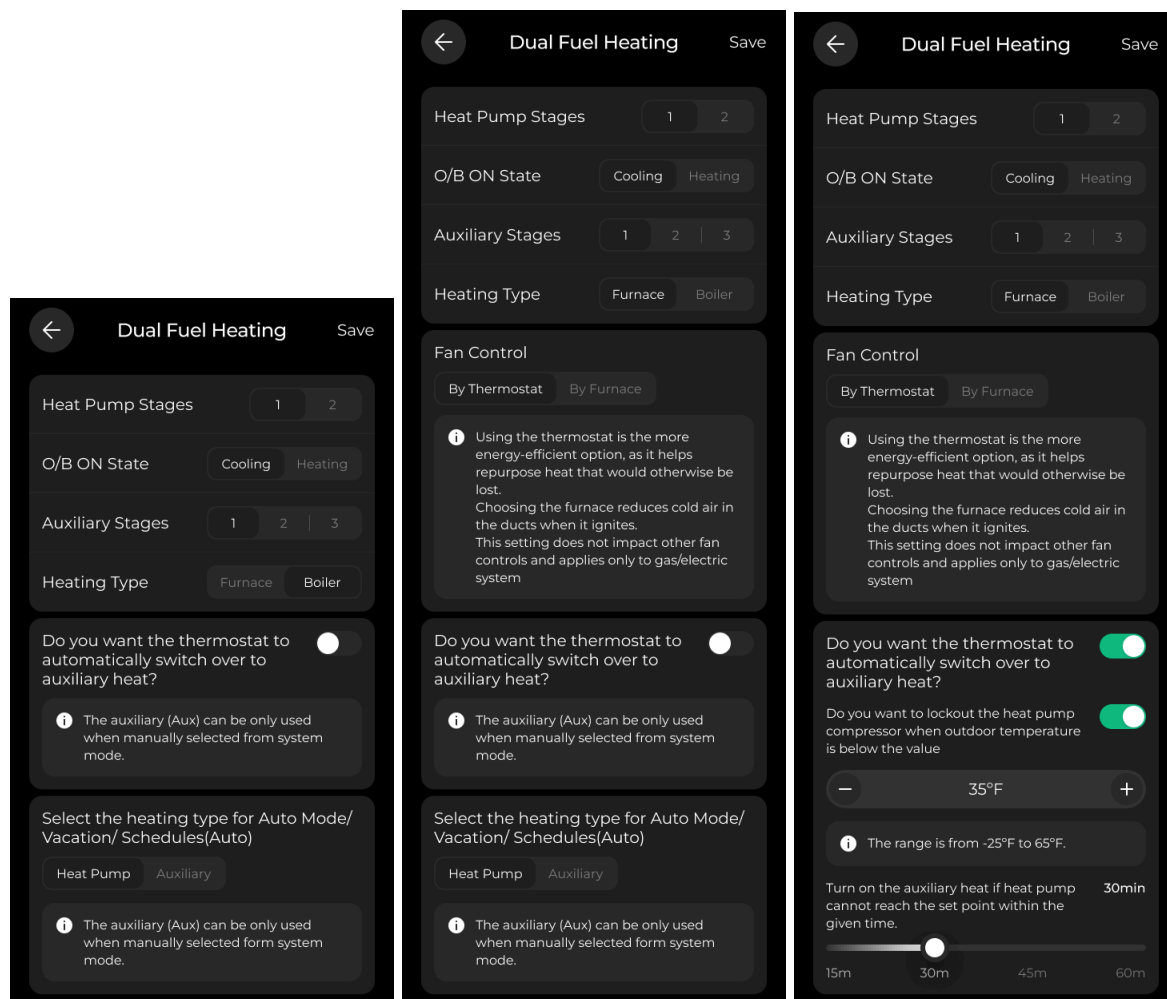 Dual Fuel Heating Save
Heat Pump Stages 1 2
O/B ON State Cooling Heating
Auxiliary Stages 1 2 3
Heating Type Furnace Boiler
Do you want the thermostat to
automatically switch over to
auxiliary heat?
The auxiliary (Aux) can be only used
when manually selected from system
mode.
Select the heating type for Auto Mode/
Vacation/ Schedules(Auto)
Heat Pump Auxiliary
The auxiliary (Aux) can be only used
when manually selected form system
mode.
Dual Fuel Heating Save
Heat Pump Stages 1 2
O/B ON State Cooling Heating
Auxiliary Stages 1 2 3
Heating Type Furnace Boiler
Fan Control
By Thermostat By Furnace
Using the thermostat is the more
energy-efficient option, as it helps
repurpose heat that would otherwise be
lost.
Choosing the furnace reduces cold air in
the ducts when it ignites.
This setting does not impact other fan
controls and applies only to gas/electric
system
Do you want the thermostat to
automatically switch over to
auxiliary heat?
The auxiliary (Aux) can be only used
when manually selected from system
mode.
Select the heating type for Auto Mode/
Vacation/ Schedules(Auto)
Heat Pump Auxiliary
The auxiliary (Aux) can be only used
when manually selected form system
mode.
Dual Fuel Heating Save
Heat Pump Stages 1 2
O/B ON State Cooling Heating
Auxiliary Stages 1 2 3
Heating Type Furnace Boiler
Fan Control
By Thermostat By Furnace
Using the thermostat is the more
energy-efficient option, as it helps
repurpose heat that would otherwise be
lost.
Choosing the furnace reduces cold air in
the ducts when it ignites.
This setting does not impact other fan
controls and applies only to gas/electric
system
Do you want the thermostat to
automatically switch over to
auxiliary heat?
Do you want to lockout the heat pump
compressor when outdoor temperature
is below the value
− 35°F +
The range is from -25°F to 65°F.
Turn on the auxiliary heat if heat pump 30min
cannot reach the set point within the
given time.
15m 30m 45m 60m